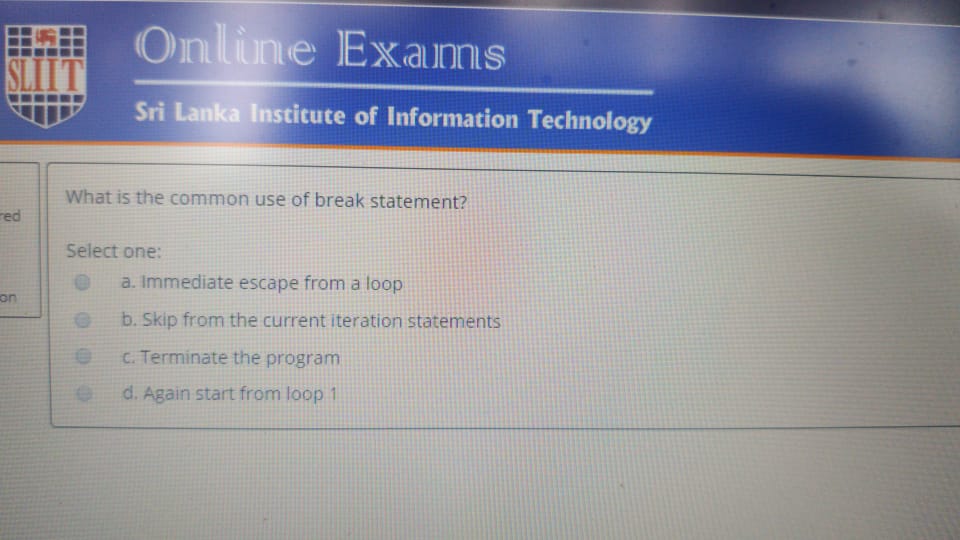 SLIIT
Online Exams
Sri Lanka Institute of Information Technology
What is the common use of break statement?
red
Select one:
a. Immediate escape from a loop
on
b. Skip from the current iteration statements
c. Terminate the program
d. Again start from loop 1